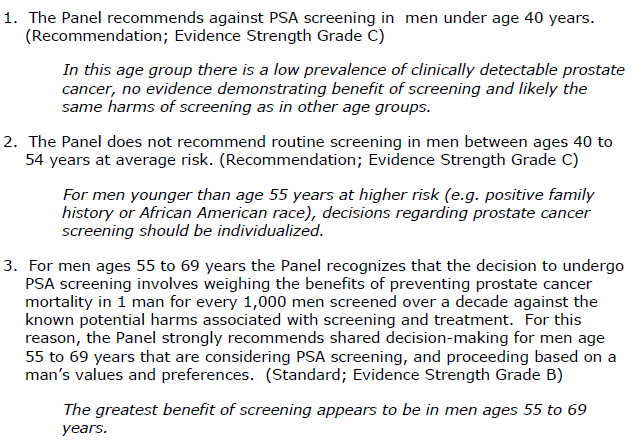 1. The Panel recommends against PSA screening in men under age 40 years.
(Recommendation; Evidence Strength Grade C)
In this age group there is a low prevalence of clinically detectable prostate
cancer, no evidence demonstrating benefit of screening and likely the
same harms of screening as in other age groups.
2. The Panel does not recommend routine screening in men between ages 40 to
54 years at average risk. (Recommendation; Evidence Strength Grade C)
For men younger than age 55 years at higher risk (e.g. positive family
history or African American race), decisions regarding prostate cancer
screening should be individualized.
3. For men ages 55 to 69 years the Panel recognizes that the decision to undergo
PSA screening involves weighing the benefits of preventing prostate cancer
mortality in 1 man for every 1,000 men screened over a decade against the
known potential harms associated with screening and treatment. For this
reason, the Panel strongly recommends shared decision-making for men age
55 to 69 years that are considering PSA screening, and proceeding based on a
man's values and preferences. (Standard; Evidence Strength Grade B)
The greatest benefit of screening appears to be in men ages 55 to 69
years.